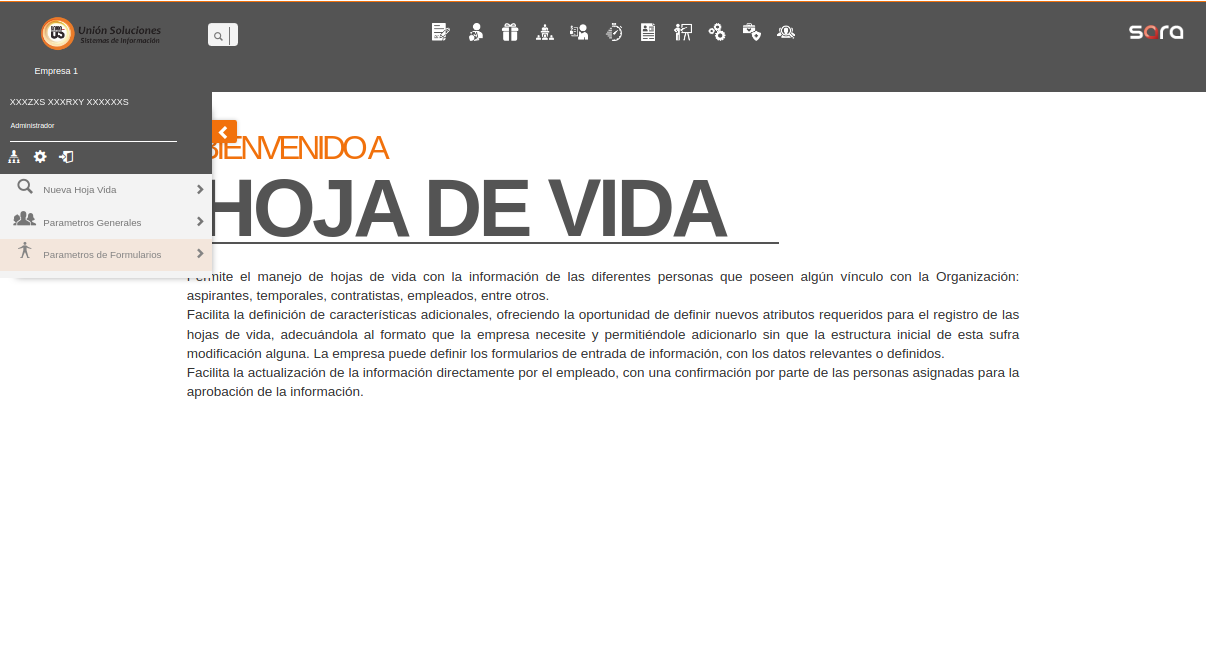 Unión Soluciones
Sistemas de Información
sara
Empresa 1
XXXZXS XXXRXY XXXXXXS
Administrador
Nueva Hoja Vida
Parametros Generales
Parametros de Formularios
BIENVENIDO A
HOJA DE VIDA
Permite el manejo de hojas de vida con la información de las diferentes personas que poseen algún vínculo con la Organización:
aspirantes, temporales, contratistas, empleados, entre otros.
Facilita la definición de características adicionales, ofreciendo la oportunidad de definir nuevos atributos requeridos para el registro de las
hojas de vida, adecuándola al formato que la empresa necesite y permitiéndole adicionarlo sin que la estructura inicial de esta sufra
modificación alguna. La empresa puede definir los formularios de entrada de información, con los datos relevantes o definidos.
Facilita la actualización de la información directamente por el empleado, con una confirmación por parte de las personas asignadas para la
aprobación de la información.